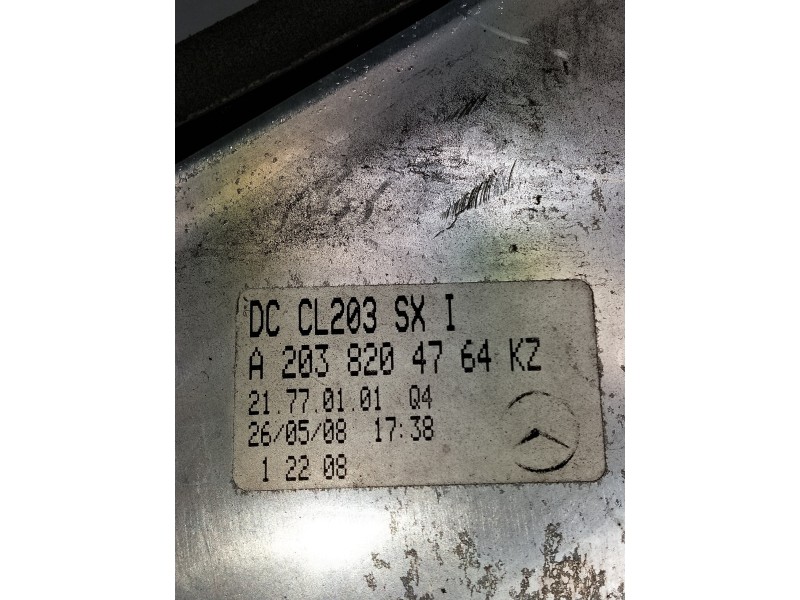 DC CL203 SX I
A 203 820 47 64 KZ
21.77.01.01 Q4
26/05/08 17:38
1 22 08